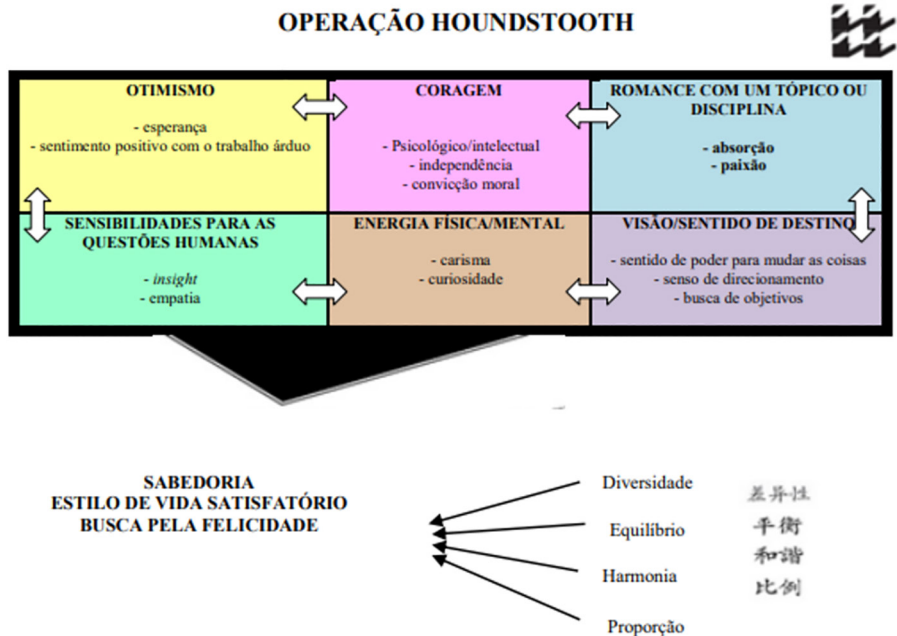 OPERAÇÃO HOUNDSTOOTH
OTIMISMO
- esperança
- sentimento positivo com o trabalho árduo
CORAGEM
- Psicológico/intelectual
- independência
- convicção moral
ROMANCE COM UM TÓPICO OU
DISCIPLINA
- absorção
- paixão
SENSIBILIDADES PARA AS
QUESTÕES HUMANAS
- insight
- empatia
ENERGIA FÍSICA/MENTAL
- carisma
- curiosidade
VISÃO/SENTIDO DE DESTINO
- sentido de poder para mudar as coisas
- senso de direcionamento
- busca de objetivos
SABEDORIA
ESTILO DE VIDA SATISFATÓRIO
BUSCA PELA FELICIDADE
Diversidade
Equilíbrio
Harmonia
Proporção
差异性
平衡
和谐
比例